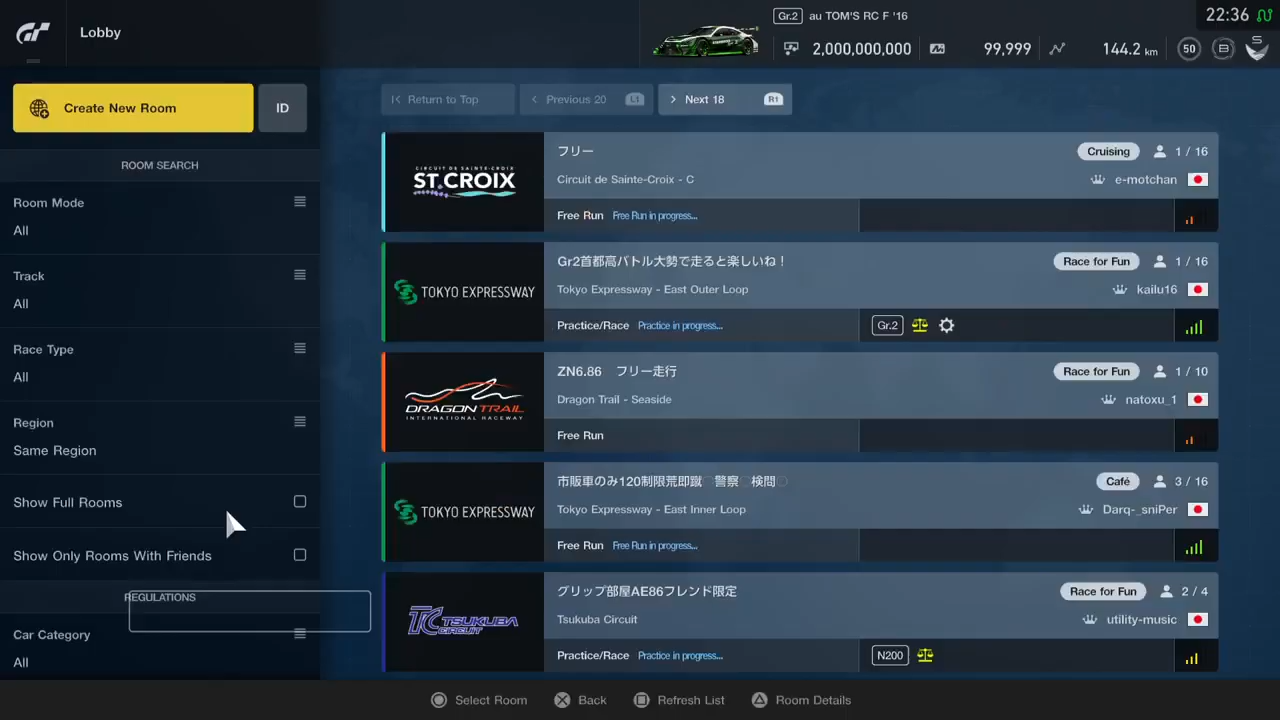 Lobby
Gr.2 au TOM'S RC F '16
2,000,000,000 99,999 144.2 km 50 B S
22:36
Create New Room
ID
ROOM SEARCH
Room Mode
All
Track
All
Race Type
All
Region
Same Region
Show Full Rooms
Show Only Rooms With Friends
REGULATIONS
Car Category
All
Return to Top Previous 20 L1 Next 18 R1
CIRCUIT DE SAINTE-CROIX
ST.CROIX
フリー Cruising 1 / 16
Circuit de Sainte-Croix - C e-motchan
Free Run Free Run in progress...
TOKYO EXPRESSWAY
Gr2首都高バトル大勢で走ると楽しいね！ Race for Fun 1 / 16
Tokyo Expressway - East Outer Loop kailu16
Practice/Race Practice in progress... Gr.2
DRAGON TRAIL
INTERNATIONAL RACEWAY
ZN6.86　フリー走行 Race for Fun 1 / 10
Dragon Trail - Seaside natoxu_1
Free Run
TOKYO EXPRESSWAY
市販車のみ120制限荒即蹴◌警察◌検問◌ Café 3 / 16
Tokyo Expressway - East Inner Loop Darq-_sniPer
Free Run Free Run in progress...
TC TSUKUBA
CIRCUIT
グリップ部屋AE86フレンド限定 Race for Fun 2 / 4
Tsukuba Circuit utility-music
Practice/Race Practice in progress... N200
Select Room Back Refresh List Room Details